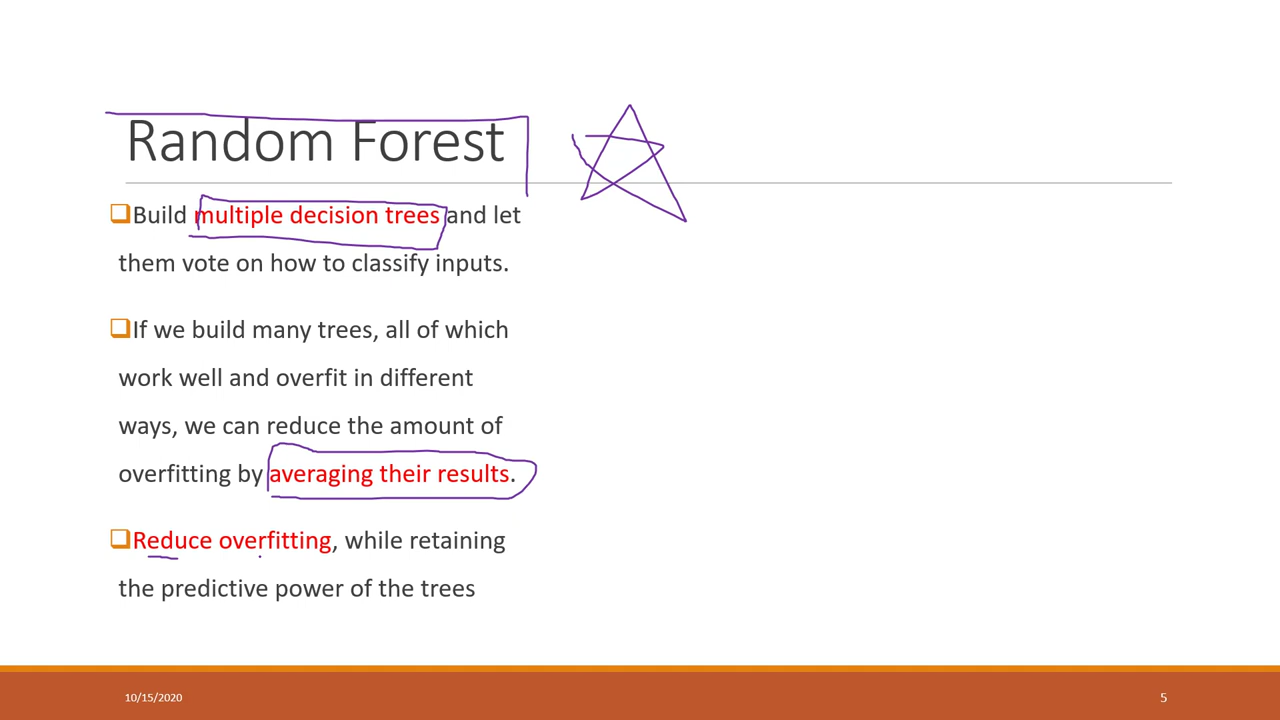 Random Forest
Build multiple decision trees and let
them vote on how to classify inputs.
If we build many trees, all of which
work well and overfit in different
ways, we can reduce the amount of
overfitting by averaging their results.
Reduce overfitting, while retaining
the predictive power of the trees
10/15/2020
5